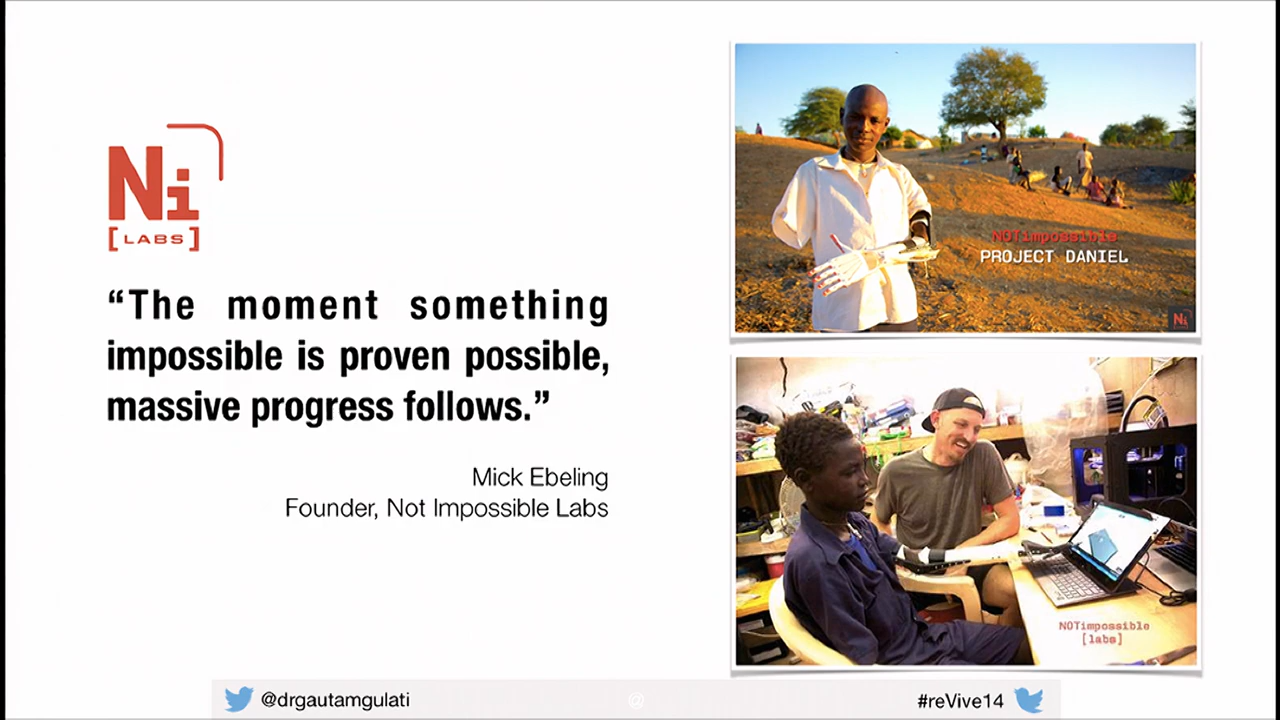 Ni
[LABS]
“The moment something
impossible is proven possible,
massive progress follows.”
Mick Ebeling
Founder, Not Impossible Labs
NOTimpossible
PROJECT DANIEL
Ni
NOTimpossible
[labs]
@drgautamgulati
@
#reVive14